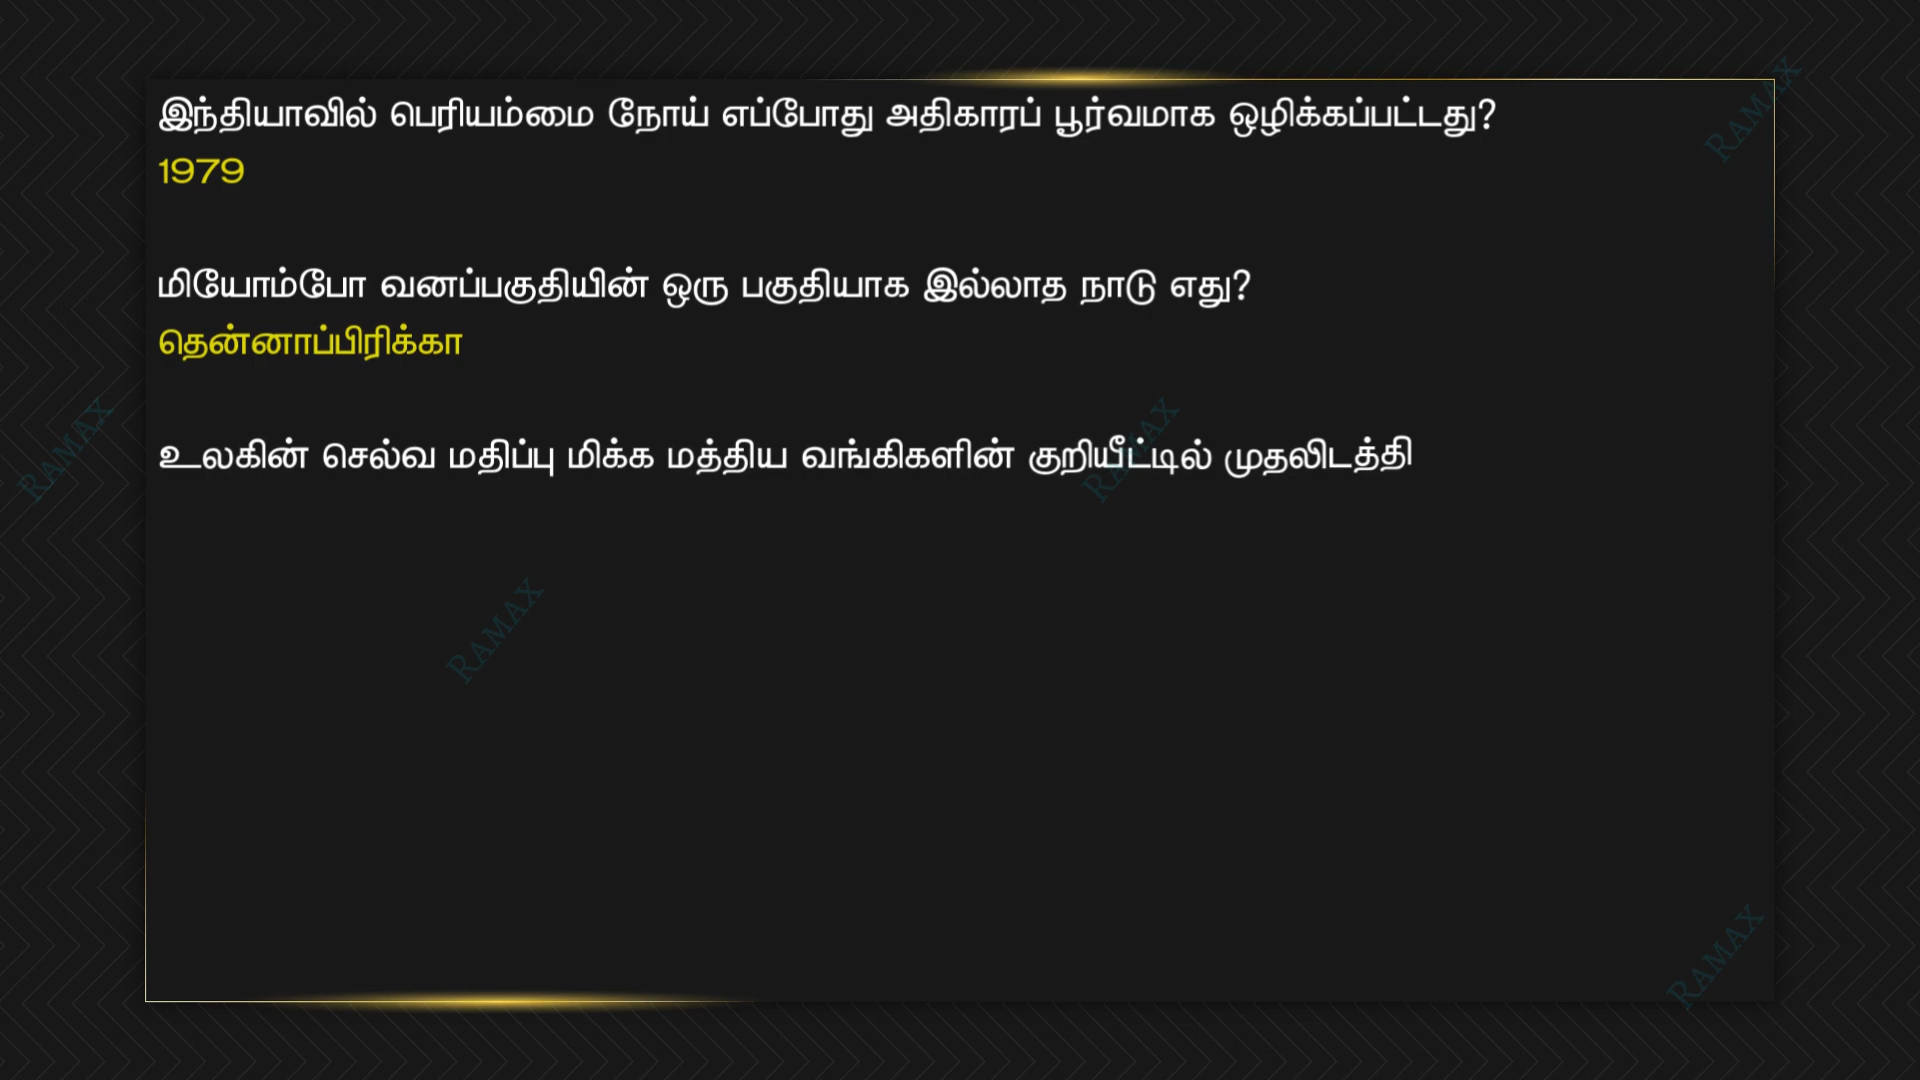 இந்தியாவில் பெரியம்மை நோய் எப்போது அதிகாரப் பூர்வமாக ஒழிக்கப்பட்டது?
1979
மியோம்போ வனப்பகுதியின் ஒரு பகுதியாக இல்லாத நாடு எது?
தென்னாப்பிரிக்கா
உலகின் செல்வ மதிப்பு மிக்க மத்திய வங்கிகளின் குறியீட்டில் முதலிடத்தி
RAMAX
RAMAX
RAMAX
RAMAX
RAMAX